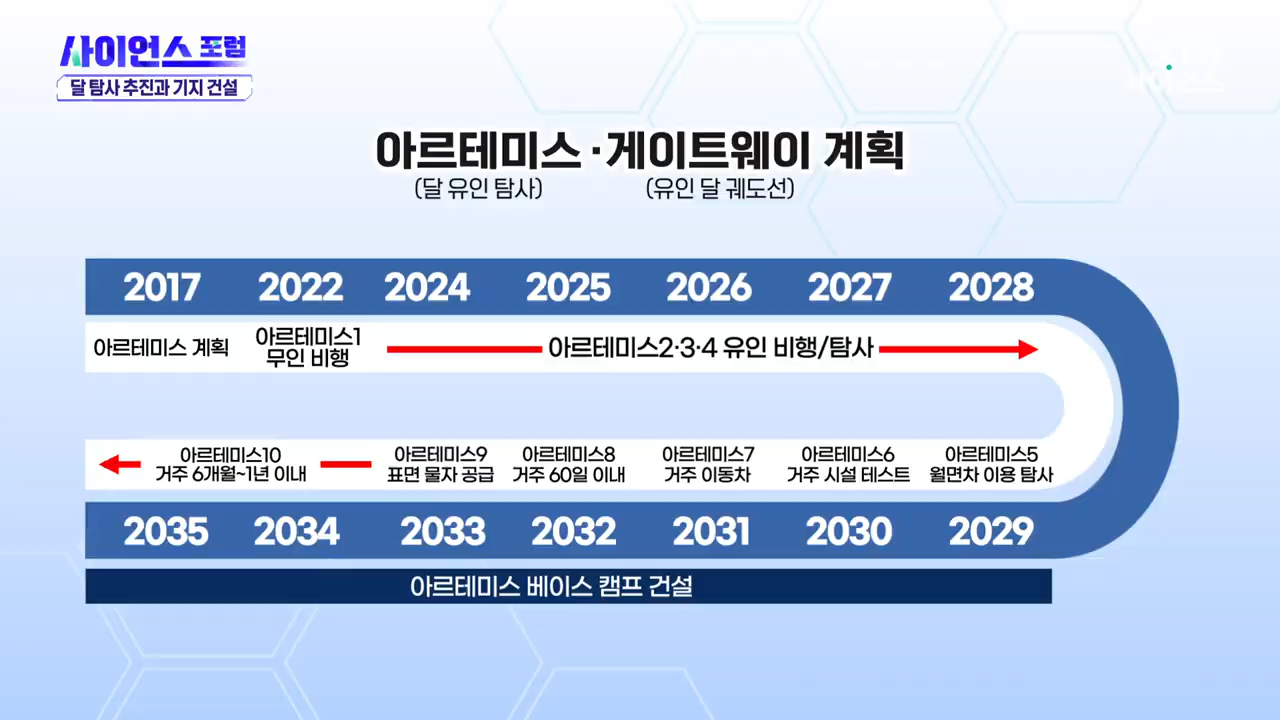 사이언스 포럼
달 탐사 추진과 기지 건설
사이언스
아르테미스·게이트웨이 계획
(달 유인 탐사) (유인 달 궤도선)
2017 2022 2024 2025 2026 2027 2028
아르테미스 계획
아르테미스1
무인 비행
아르테미스2·3·4 유인 비행/탐사
아르테미스10
거주 6개월~1년 이내
아르테미스9
표면 물자 공급
아르테미스8
거주 60일 이내
아르테미스7
거주 이동차
아르테미스6
거주 시설 테스트
아르테미스5
월면차 이용 탐사
2035 2034 2033 2032 2031 2030 2029
아르테미스 베이스 캠프 건설